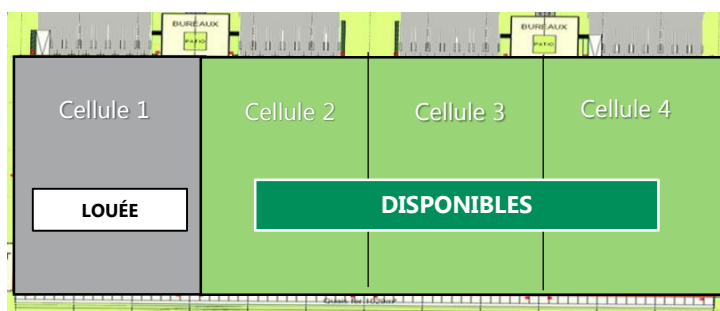 BUREAUX
PATIO
BUREAUX
PATIO
Cellule 1
Cellule 2
Cellule 3
Cellule 4
LOUÉE
DISPONIBLES